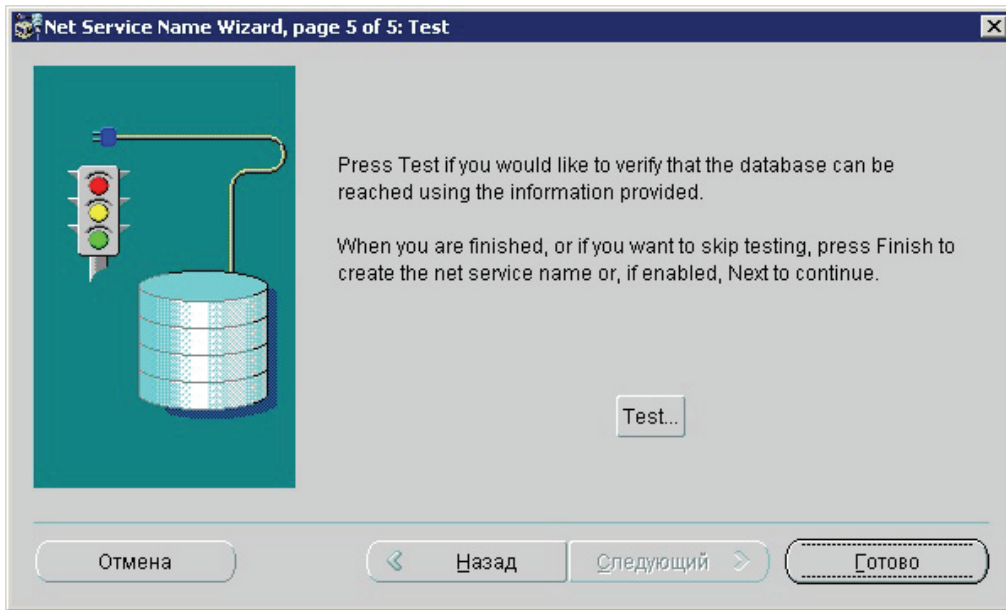 Net Service Name Wizard, page 5 of 5: Test
Press Test if you would like to verify that the database can be
reached using the information provided.
When you are finished, or if you want to skip testing, press Finish to
create the net service name or, if enabled, Next to continue.
Test...
Отмена
Назад
Следующий
Готово